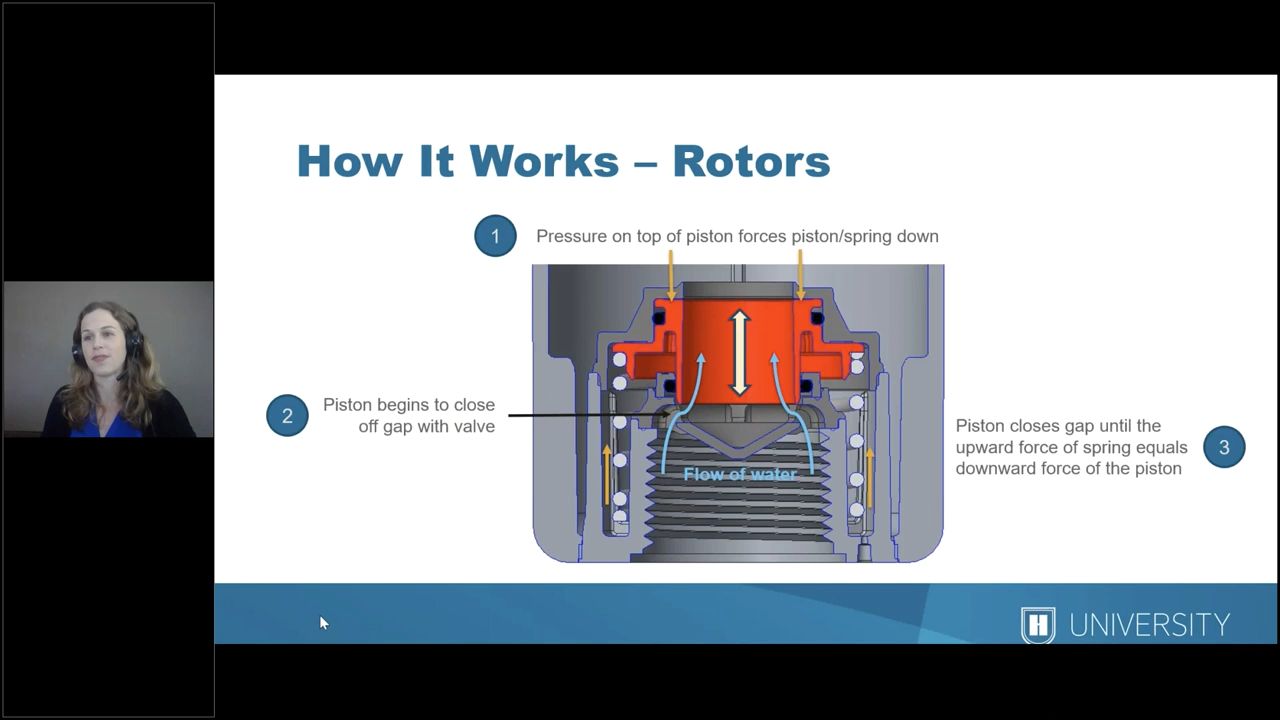 How It Works – Rotors
1
Pressure on top of piston forces piston/spring down
2
Piston begins to close
off gap with valve
Flow of water
Piston closes gap until the
upward force of spring equals
downward force of the piston
3
H UNIVERSITY